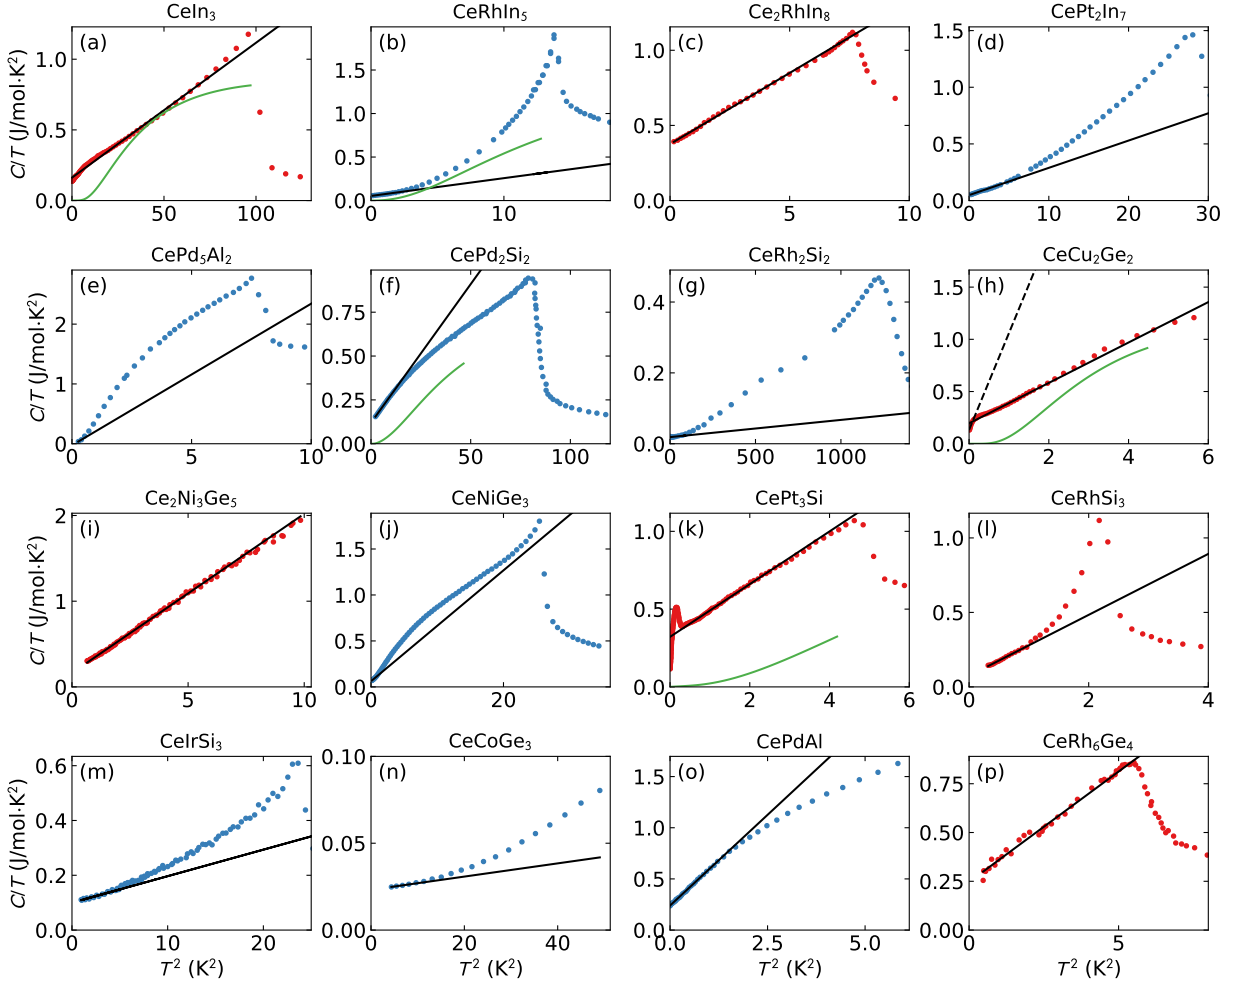 CeIn3 CeRhIn5 Ce2RhIn8 CePt2In7
(a) (b) (c) (d)
C/T (J/mol·K2)
1.0 0.5 0.0
0 50 100
1.5 1.0 0.5 0.0
0 10
1.0 0.5 0.0
0 5 10
1.5 1.0 0.5 0.0
0 10 20 30
CePd5Al2 CePd2Si2 CeRh2Si2 CeCu2Ge2
(e) (f) (g) (h)
C/T (J/mol·K2)
2 1 0
0 5 10
0.75 0.50 0.25 0.00
0 50 100
0.4 0.2 0.0
0 500 1000
1.5 1.0 0.5 0.0
0 2 4 6
Ce2Ni3Ge5 CeNiGe3 CePt3Si CeRhSi3
(i) (j) (k) (l)
C/T (J/mol·K2)
2 1 0
0 5 10
1.5 1.0 0.5 0.0
0 20
1.0 0.5 0.0
0 2 4 6
1.0 0.5 0.0
0 2 4
CeIrSi3 CeCoGe3 CePdAl CeRh6Ge4
(m) (n) (o) (p)
C/T (J/mol·K2)
0.6 0.4 0.2 0.0
0 10 20
0.10 0.05 0.00
0 20 40
1.5 1.0 0.5 0.0
0.0 2.5 5.0
0.75 0.50 0.25 0.00
5
T2 (K2) T2 (K2) T2 (K2) T2 (K2)